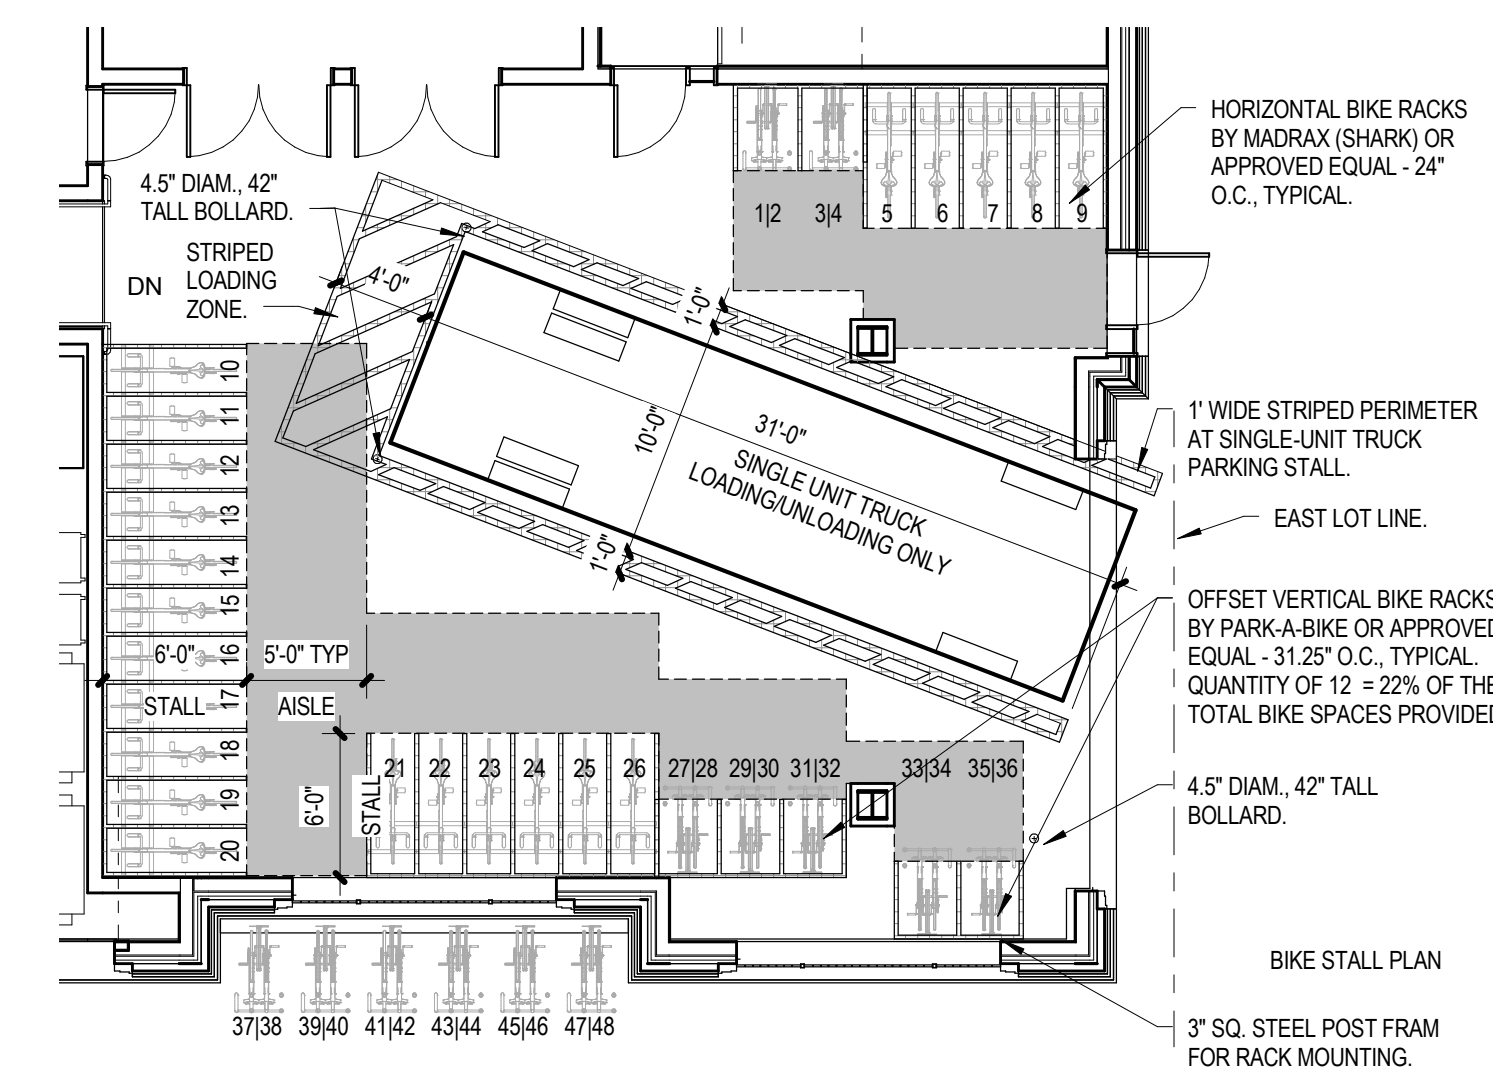 HORIZONTAL BIKE RACKS
BY MADRAX (SHARK) OR
APPROVED EQUAL - 24"
O.C., TYPICAL.
4.5" DIAM., 42"
TALL BOLLARD.
STRIPED
LOADING
ZONE.
DN
4'-0"
1'-0"
1|2
3|4
5
6
7
8
9
10
11
12
13
14
15
16
17
18
19
20
10'-0"
31'-0"
SINGLE UNIT TRUCK
LOADING/UNLOADING ONLY
1'-0"
1' WIDE STRIPED PERIMETER
AT SINGLE-UNIT TRUCK
PARKING STALL.
EAST LOT LINE.
OFFSET VERTICAL BIKE RACKS
BY PARK-A-BIKE OR APPROVED
EQUAL - 31.25" O.C., TYPICAL.
QUANTITY OF 12 = 22% OF THE
TOTAL BIKE SPACES PROVIDED
6'-0"
5'-0" TYP
STALL
AISLE
6'-0"
STALL
21
22
23
24
25
26
27|28
29|30
31|32
33|34
35|36
4.5" DIAM., 42" TALL
BOLLARD.
BIKE STALL PLAN
37|38
39|40
41|42
43|44
45|46
47|48
3" SQ. STEEL POST FRAM
FOR RACK MOUNTING.